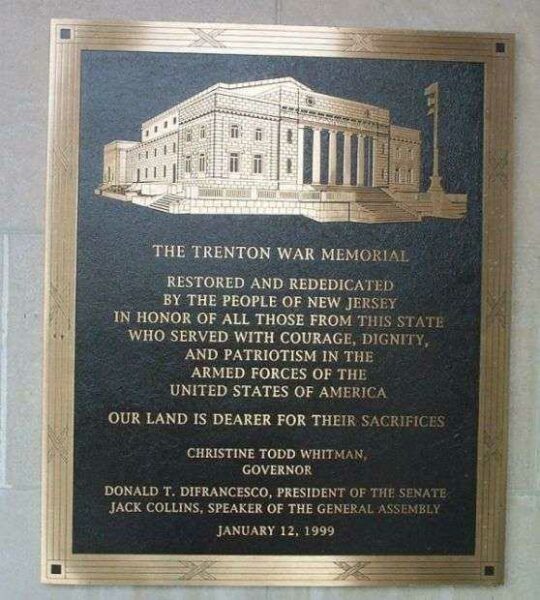 THE TRENTON WAR MEMORIAL
RESTORED AND REDEDICATED
BY THE PEOPLE OF NEW JERSEY
IN HONOR OF ALL THOSE FROM THIS STATE
WHO SERVED WITH COURAGE, DIGNITY,
AND PATRIOTISM IN THE
ARMED FORCES OF THE
UNITED STATES OF AMERICA
OUR LAND IS DEARER FOR THEIR SACRIFICES
CHRISTINE TODD WHITMAN,
GOVERNOR
DONALD T. DIFRANCESCO, PRESIDENT OF THE SENATE
JACK COLLINS, SPEAKER OF THE GENERAL ASSEMBLY
JANUARY 12, 1999